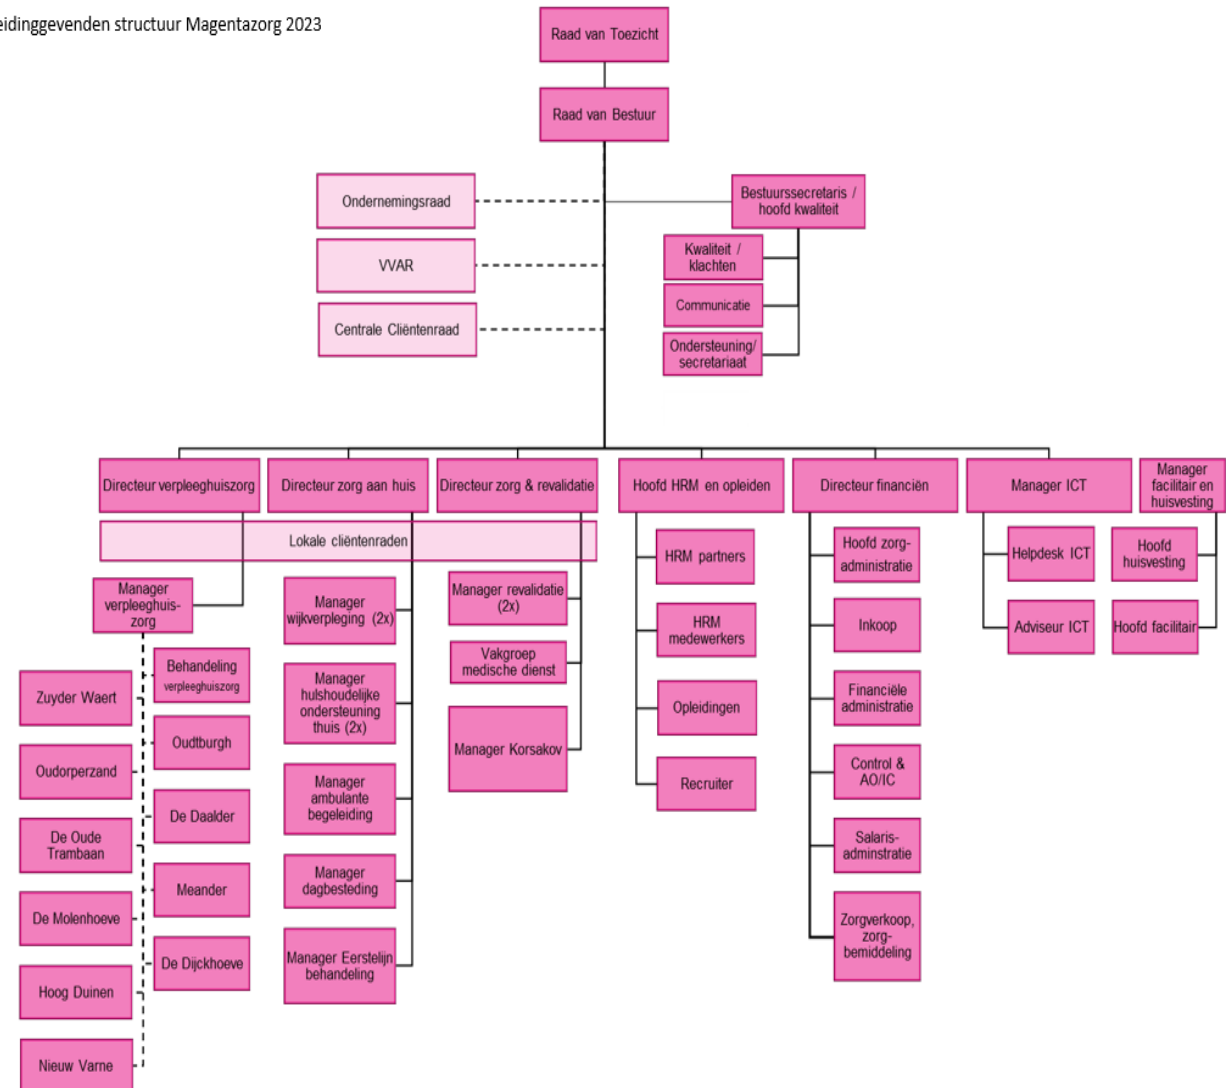 eidinggevenden structuur Magentazorg 2023
Raad van Toezicht
Raad van Bestuur
Ondernemingsraad
VVAR
Centrale Cliëntenraad
Bestuurssecretaris /
hoofd kwaliteit
Kwaliteit /
klachten
Communicatie
Ondersteuning/
secretariaat
Directeur verpleeghuiszorg
Directeur zorg aan huis
Directeur zorg & revalidatie
Hoofd HRM en opleiden
Directeur financiën
Manager ICT
Manager
facilitair en
huisvesting
Lokale cliëntenraden
Manager
verpleeghuis-
zorg
Zuyder Waert
Oudorperzand
De Oude
Trambaan
De Molenhoeve
Hoog Duinen
Nieuw Varne
Behandeling
verpleeghuiszorg
Oudtburgh
De Daalder
Meander
De Dijckhoeve
Manager
wijkverpleging (2x)
Manager
hulshoudelijke
ondersteuning
thuis (2x)
Manager
ambulante
begeleiding
Manager
dagbesteding
Manager Eerstelijn
behandeling
Manager revalidatie
(2x)
Vakgroep
medische dienst
Manager Korsakov
HRM partners
HRM
medewerkers
Opleidingen
Recruiter
Hoofd zorg-
administratie
Inkoop
Financiële
administratie
Control &
AO/IC
Salaris-
adminstratie
Zorgverkoop,
zorg-
bemiddeling
Helpdesk ICT
Adviseur ICT
Hoofd
huisvesting
Hoofd facilitair